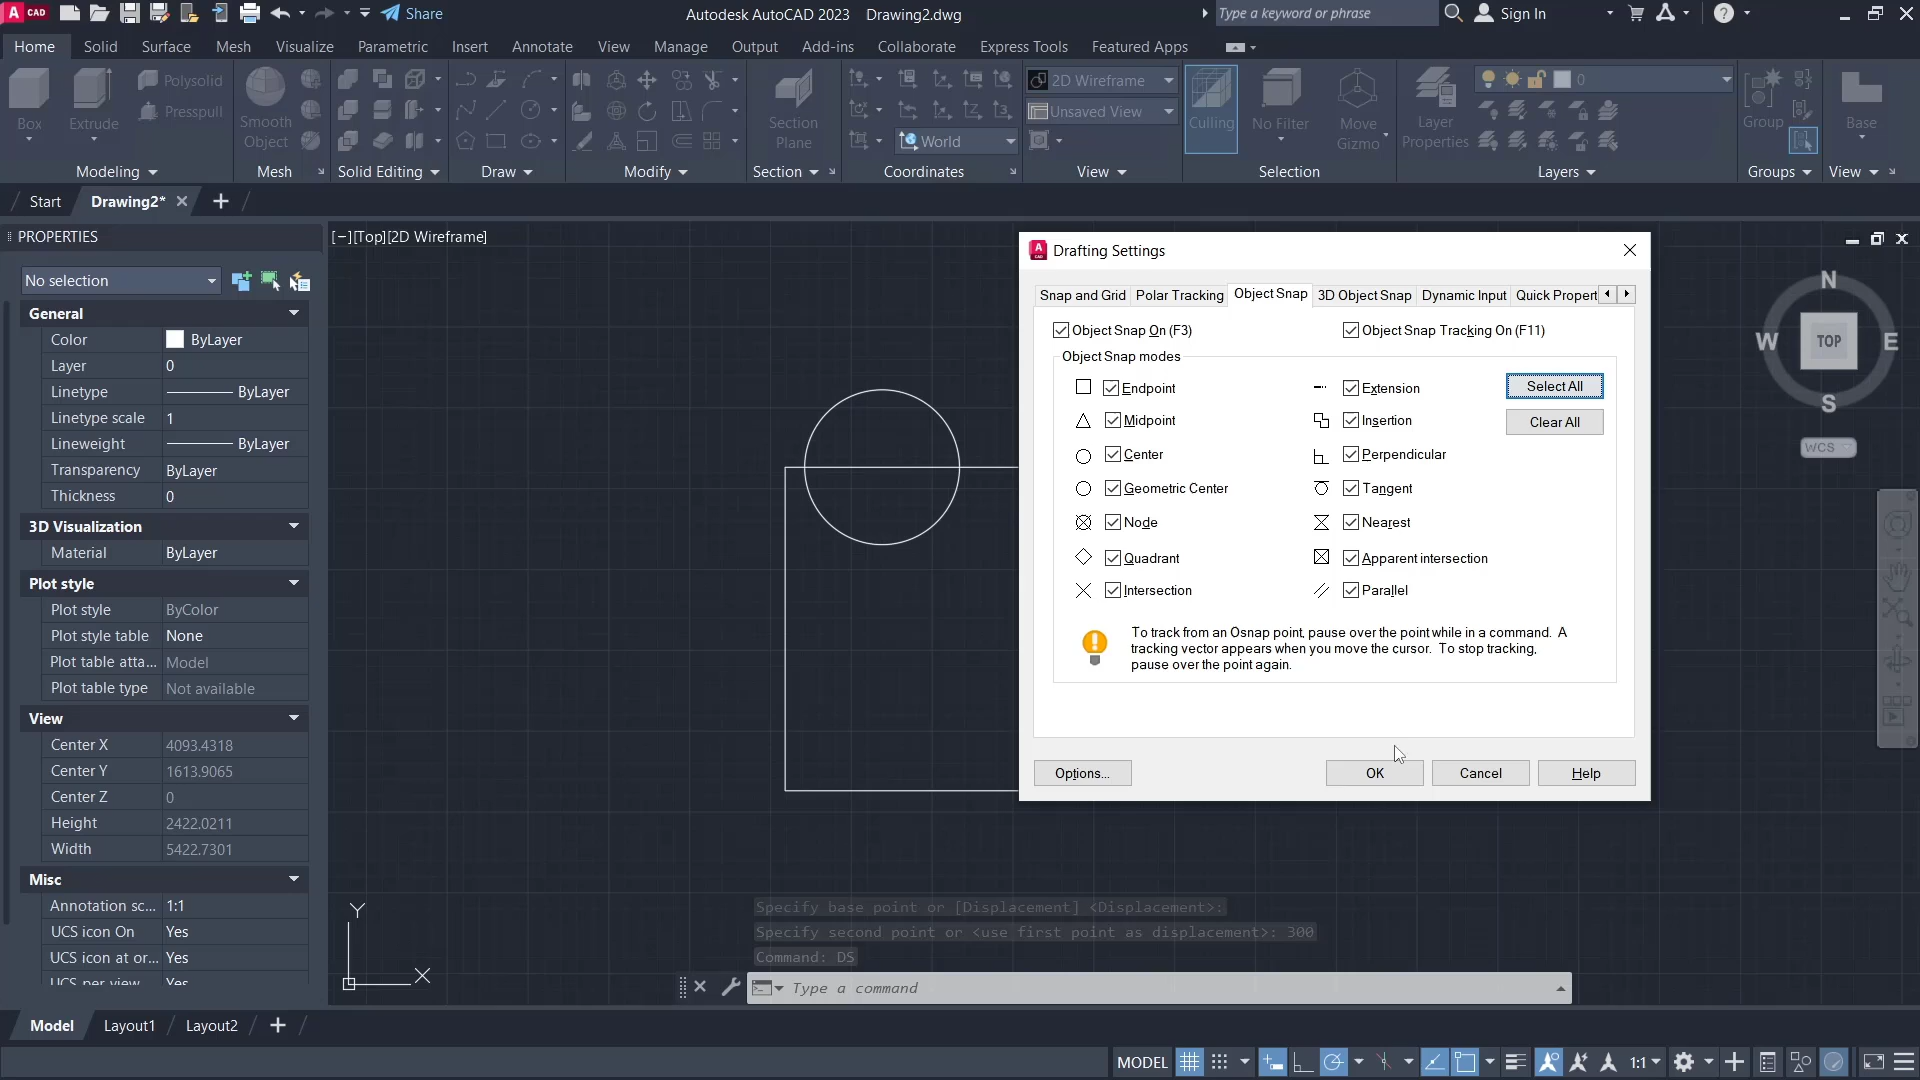 CAD
Share
Autodesk AutoCAD 2023 Drawing2.dwg
Type a keyword or phrase
Sign In
Home Solid Surface Mesh Visualize Parametric Insert Annotate View Manage Output Add-ins Collaborate Express Tools Featured Apps
Box
Extrude
Polysolid
Presspull
Smooth
Object
Section
Plane
World
2D Wireframe
Unsaved View
Culling
No Filter
Move
Gizmo
Layer
Properties
0
Group
Base
Modeling Mesh Solid Editing Draw Modify Section Coordinates View Selection Layers Groups View
Start Drawing2*
PROPERTIES
No selection
General
Color ByLayer
Layer 0
Linetype ByLayer
Linetype scale 1
Lineweight ByLayer
Transparency ByLayer
Thickness 0
3D Visualization
Material ByLayer
Plot style
Plot style ByColor
Plot style table None
Plot table atta... Model
Plot table type Not available
View
Center X 4093.4318
Center Y 1613.9065
Center Z 0
Height 2422.0211
Width 5422.7301
Misc
Annotation sc... 1:1
UCS icon On Yes
UCS icon at or... Yes
UCS per view Yes
[−][Top][2D Wireframe]
Drafting Settings
Snap and Grid Polar Tracking Object Snap 3D Object Snap Dynamic Input Quick Propert
Object Snap On (F3) Object Snap Tracking On (F11)
Object Snap modes
Endpoint Extension Select All
Midpoint Insertion Clear All
Center Perpendicular
Geometric Center Tangent
Node Nearest
Quadrant Apparent intersection
Intersection Parallel
To track from an Osnap point, pause over the point while in a command. A
tracking vector appears when you move the cursor. To stop tracking,
pause over the point again.
Options... OK Cancel Help
N
W TOP E
S
WCS
Y
X
Specify base point or [Displacement] <Displacement>:
Specify second point or <use first point as displacement>: 300
Command: DS
Type a command
Model Layout1 Layout2
MODEL 1:1